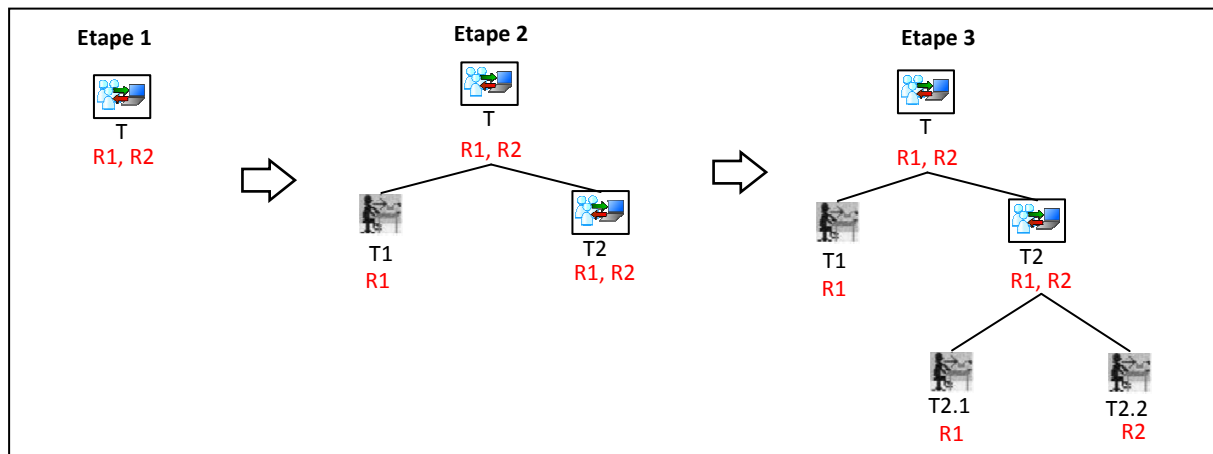 Etape 1
T
R1, R2
Etape 2
T
R1, R2
T1
R1
T2
R1, R2
Etape 3
T
R1, R2
T1
R1
T2
R1, R2
T2.1
R1
T2.2
R2